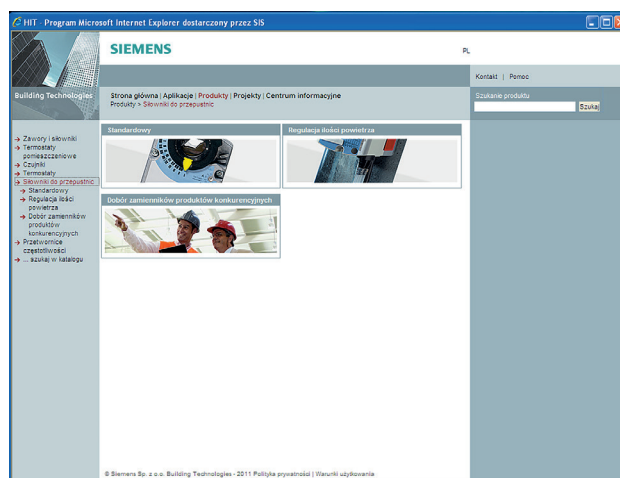 HIT - Program Microsoft Internet Explorer dostarczony przez SIS
SIEMENS
PL
Kontakt | Pomoc
Building Technologies
Strona główna | Aplikacje | Produkty | Projekty | Centrum informacyjne
Produkty > Siłowniki do przepustnic
Szukanie produktu
Szukaj
Zawory i siłowniki
Termostaty
pomieszczeniowe
Czujniki
Termostaty
Siłowniki do przepustnic
Standardowy
Regulacja ilości
powietrza
Dobór zamienników
produktów
konkurencyjnych
Przetwornice
częstotliwości
... szukaj w katalogu
Standardowy
Regulacja ilości powietrza
Dobór zamienników produktów konkurencyjnych
© Siemens Sp. z o.o. Building Technologies - 2011 Polityka prywatności | Warunki użytkowania